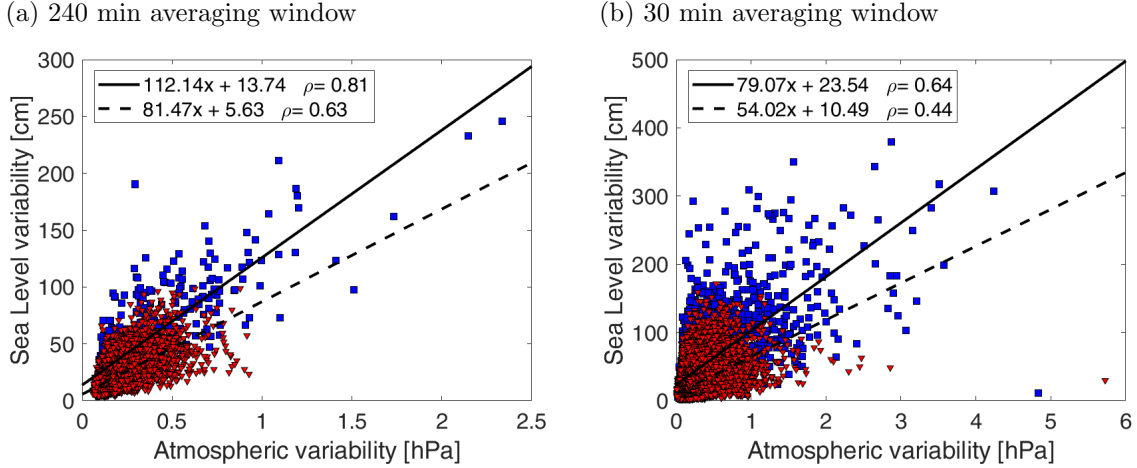 (a) 240 min averaging window
300
250
200
150
100
50
0
Sea Level variability [cm]
112.14x + 13.74 ρ= 0.81
81.47x + 5.63 ρ= 0.63
0 0.5 1 1.5 2 2.5
Atmospheric variability [hPa]
(b) 30 min averaging window
500
400
300
200
100
0
Sea Level variability [cm]
79.07x + 23.54 ρ= 0.64
54.02x + 10.49 ρ= 0.44
0 1 2 3 4 5 6
Atmospheric variability [hPa]